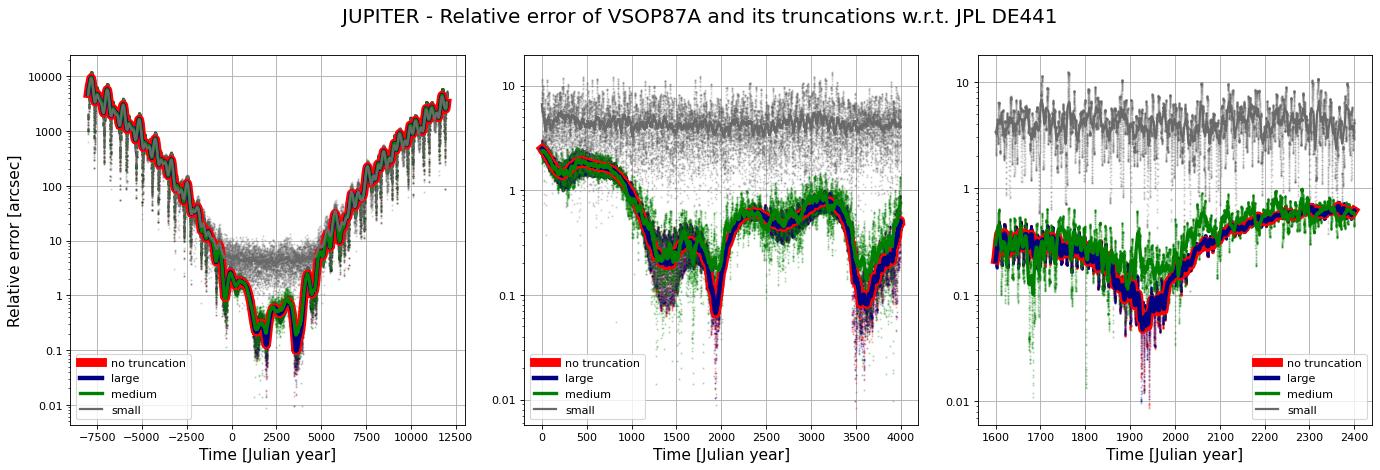 JUPITER - Relative error of VSOP87A and its truncations w.r.t. JPL DE441
Relative error [arcsec]
10000
1000
100
10
1
0.1
0.01
no truncation
large
medium
small
−7500 −5000 −2500 0 2500 5000 7500 10000 12500
Time [Julian year]
10
1
0.1
0.01
no truncation
large
medium
small
0 500 1000 1500 2000 2500 3000 3500 4000
Time [Julian year]
10
1
0.1
0.01
no truncation
large
medium
small
1600 1700 1800 1900 2000 2100 2200 2300 2400
Time [Julian year]